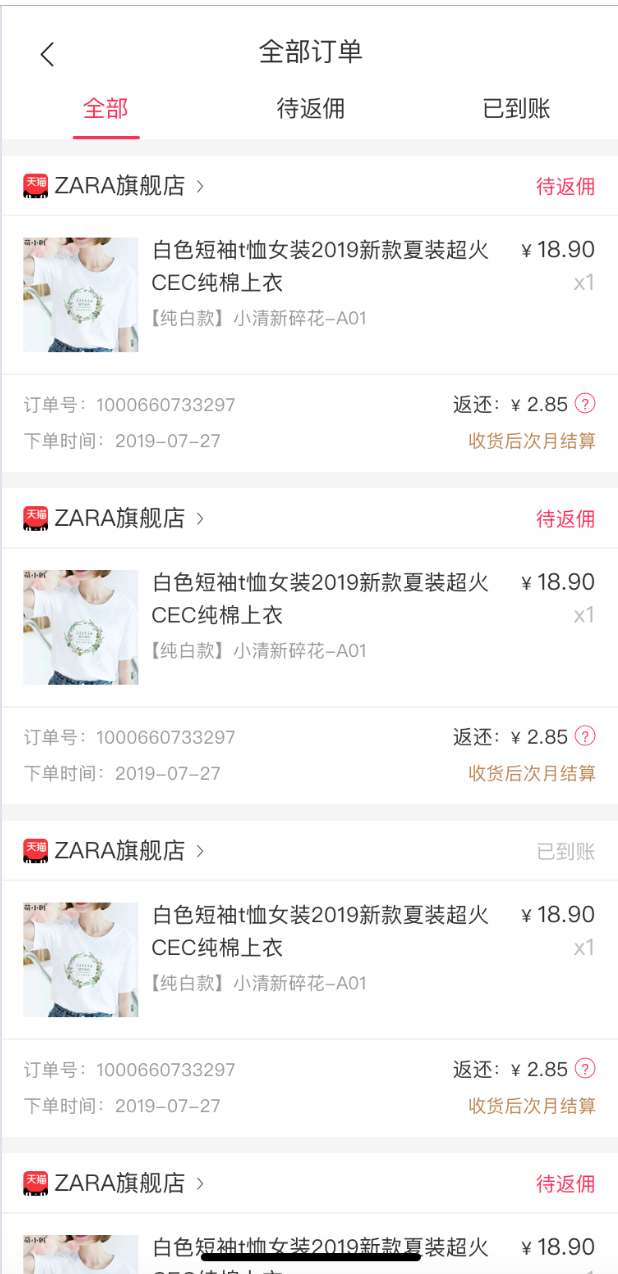 全部订单
全部 待返佣 已到账
天猫 ZARA旗舰店 待返佣
白色短袖t恤女装2019新款夏装超火 ¥ 18.90
CEC纯棉上衣 x1
【纯白款】小清新碎花-A01
订单号：1000660733297 返还：¥ 2.85 ?
下单时间：2019-07-27 收货后次月结算
天猫 ZARA旗舰店 待返佣
白色短袖t恤女装2019新款夏装超火 ¥ 18.90
CEC纯棉上衣 x1
【纯白款】小清新碎花-A01
订单号：1000660733297 返还：¥ 2.85 ?
下单时间：2019-07-27 收货后次月结算
天猫 ZARA旗舰店 已到账
白色短袖t恤女装2019新款夏装超火 ¥ 18.90
CEC纯棉上衣 x1
【纯白款】小清新碎花-A01
订单号：1000660733297 返还：¥ 2.85 ?
下单时间：2019-07-27 收货后次月结算
天猫 ZARA旗舰店 待返佣
白色短袖t恤女装2019新款夏装超火 ¥ 18.90